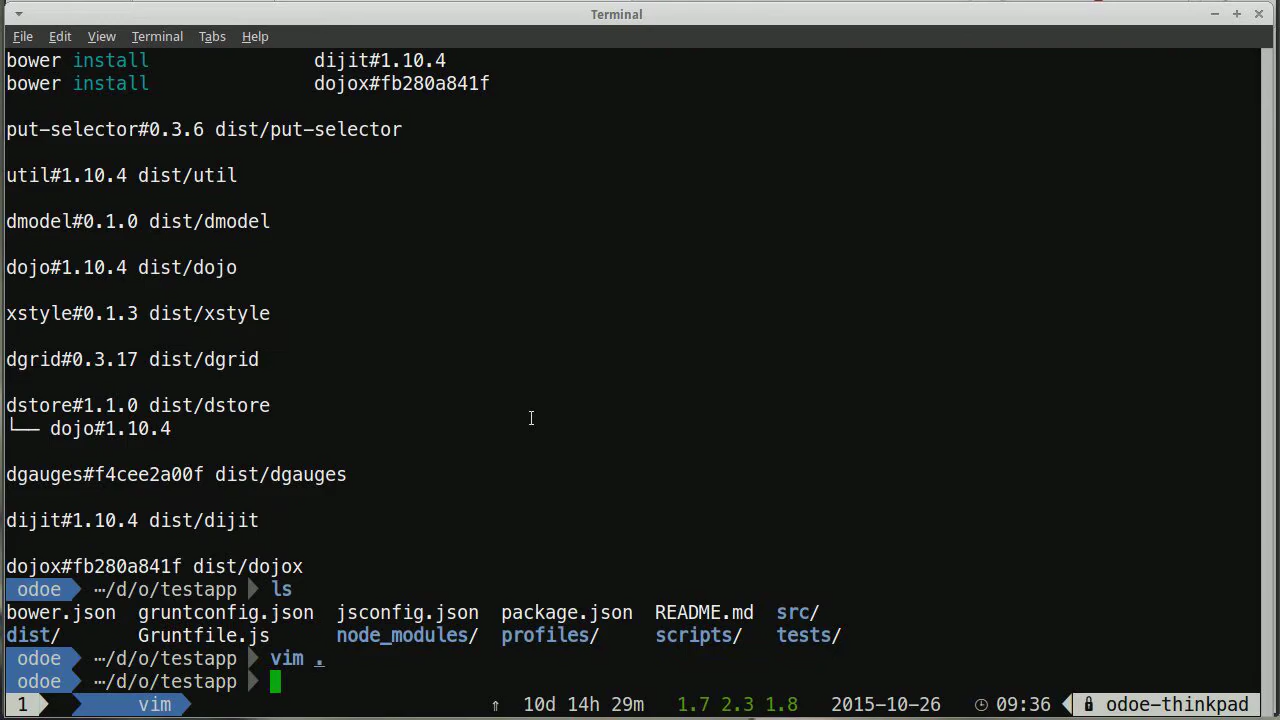 Terminal
File Edit View Terminal Tabs Help
bower install dijit#1.10.4
bower install dojox#fb280a841f
put-selector#0.3.6 dist/put-selector
util#1.10.4 dist/util
dmodel#0.1.0 dist/dmodel
dojo#1.10.4 dist/dojo
xstyle#0.1.3 dist/xstyle
dgrid#0.3.17 dist/dgrid
dstore#1.1.0 dist/dstore
└── dojo#1.10.4
dgauges#f4cee2a00f dist/dgauges
dijit#1.10.4 dist/dijit
dojox#fb280a841f dist/dojox
odoe ⋯/d/o/testapp ls
bower.json gruntconfig.json jsconfig.json package.json README.md src/
dist/ Gruntfile.js node_modules/ profiles/ scripts/ tests/
odoe ⋯/d/o/testapp vim .
odoe ⋯/d/o/testapp
1 vim ⇑ 10d 14h 29m 1.7 2.3 1.8 2015-10-26 09:36 odoe-thinkpad